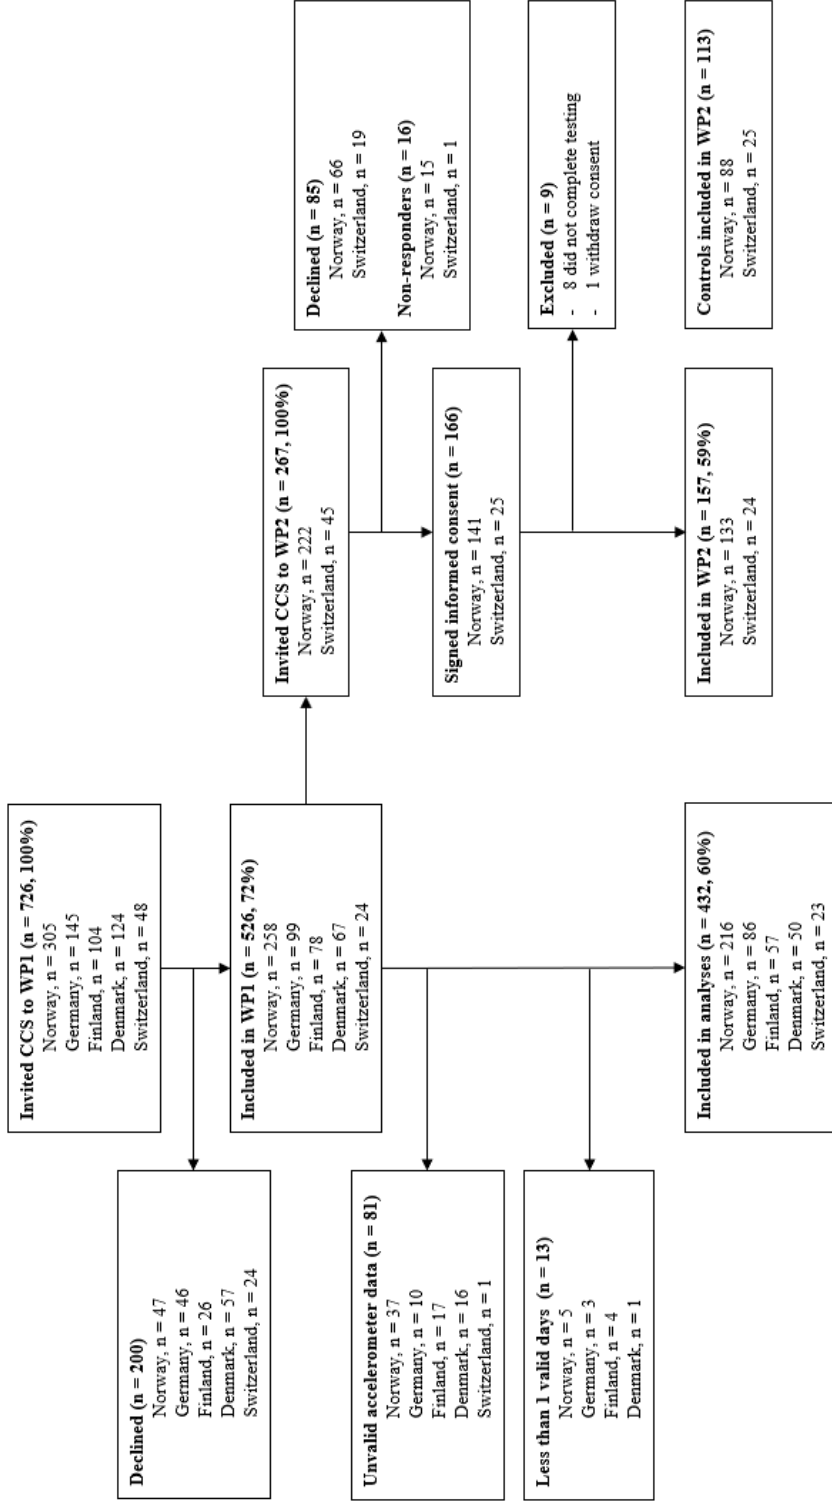 Invited CCS to WP1 (n = 726, 100%)
Norway, n = 305
Germany, n = 145
Finland, n = 104
Denmark, n = 124
Switzerland, n = 48
Declined (n = 200)
Norway, n = 47
Germany, n = 46
Finland, n = 26
Denmark, n = 57
Switzerland, n = 24
Included in WP1 (n = 526, 72%)
Norway, n = 258
Germany, n = 99
Finland, n = 78
Denmark, n = 67
Switzerland, n = 24
Unvalid accelerometer data (n = 81)
Norway, n = 37
Germany, n = 10
Finland, n = 17
Denmark, n = 16
Switzerland, n = 1
Less than 1 valid days (n = 13)
Norway, n = 5
Germany, n = 3
Finland, n = 4
Denmark, n = 1
Included in analyses (n = 432, 60%)
Norway, n = 216
Germany, n = 86
Finland, n = 57
Denmark, n = 50
Switzerland, n = 23
Invited CCS to WP2 (n = 267, 100%)
Norway, n = 222
Switzerland, n = 45
Declined (n = 85)
Norway, n = 66
Switzerland, n = 19
Non-responders (n = 16)
Norway, n = 15
Switzerland, n = 1
Signed informed consent (n = 166)
Norway, n = 141
Switzerland, n = 25
Excluded (n = 9)
- 8 did not complete testing
- 1 withdraw consent
Included in WP2 (n = 157, 59%)
Norway, n = 133
Switzerland, n = 24
Controls included in WP2 (n = 113)
Norway, n = 88
Switzerland, n = 25